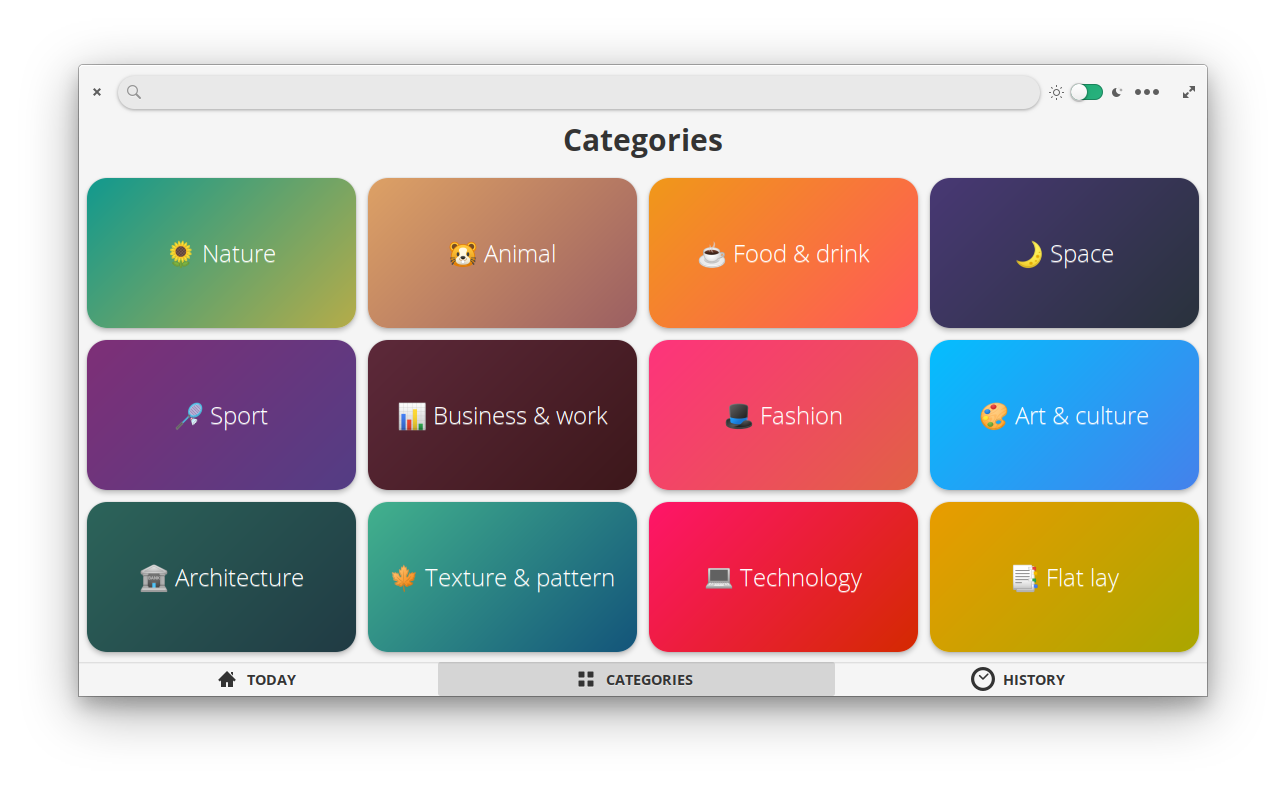 Categories
Nature
Animal
Food & drink
Space
Sport
Business & work
Fashion
Art & culture
Architecture
Texture & pattern
Technology
Flat lay
TODAY
CATEGORIES
HISTORY